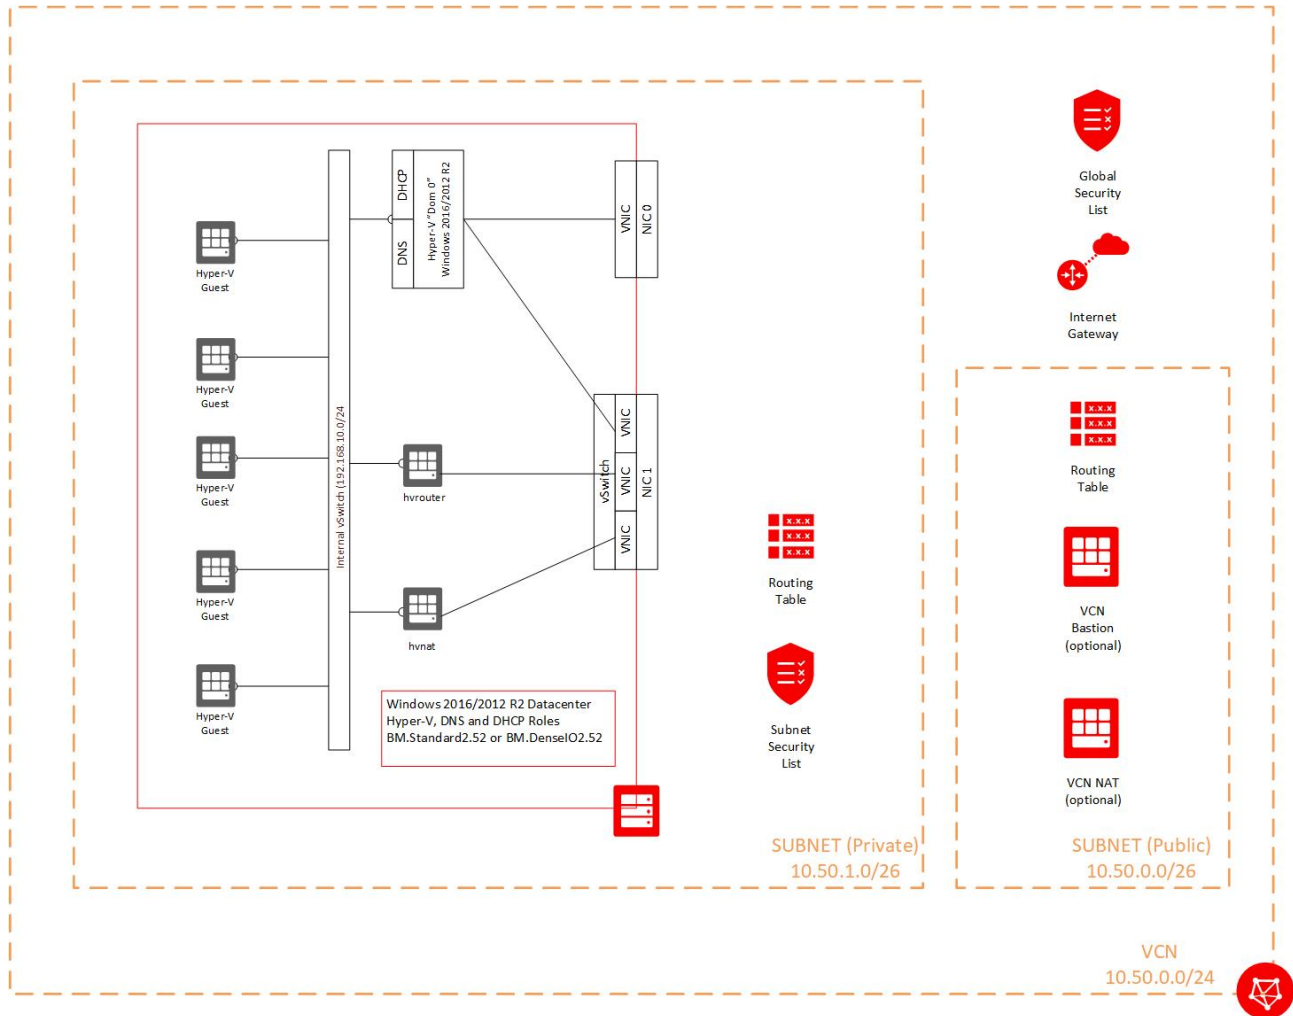 Hyper-V
Guest
Hyper-V
Guest
Hyper-V
Guest
Hyper-V
Guest
Hyper-V
Guest
Internal vSwitch (192.168.10.0/24
DHCP
DNS
Hyper-V "Dom 0"
Windows 2016/2012 R2
VNIC
NIC 0
vSwitch
VNIC
VNIC
VNIC
NIC 1
hvrouter
hvnat
Windows 2016/2012 R2 Datacenter
Hyper-V, DNS and DHCP Roles
BM.Standard2.52 or BM.DenseIO2.52
x.x.x
x.x.x
x.x.x
Routing
Table
Subnet
Security
List
SUBNET (Private)
10.50.1.0/26
Global
Security
List
Internet
Gateway
x.x.x
x.x.x
x.x.x
Routing
Table
VCN
Bastion
(optional)
VCN NAT
(optional)
SUBNET (Public)
10.50.0.0/26
VCN
10.50.0.0/24